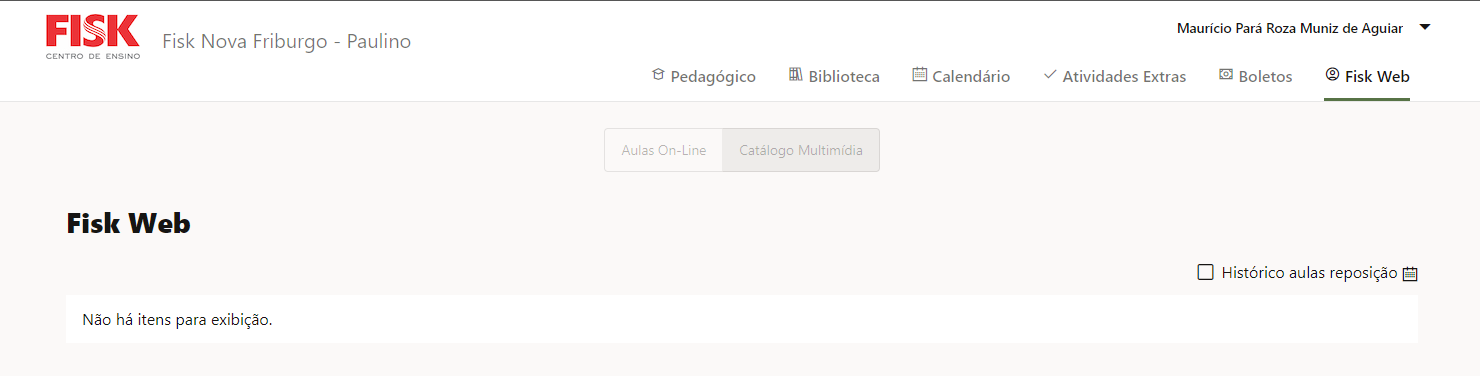 FISK
CENTRO DE ENSINO
Fisk Nova Friburgo - Paulino
Maurício Pará Roza Muniz de Aguiar
Pedagógico Biblioteca Calendário Atividades Extras Boletos Fisk Web
Aulas On-Line Catálogo Multimídia
Fisk Web
Histórico aulas reposição
Não há itens para exibição.